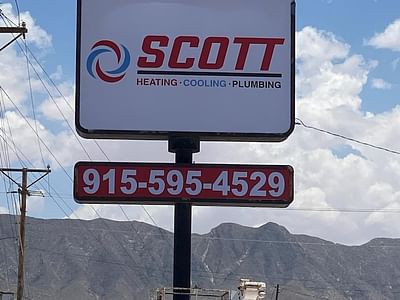 SCOTT
HEATING · COOLING · PLUMBING
915-595-4529